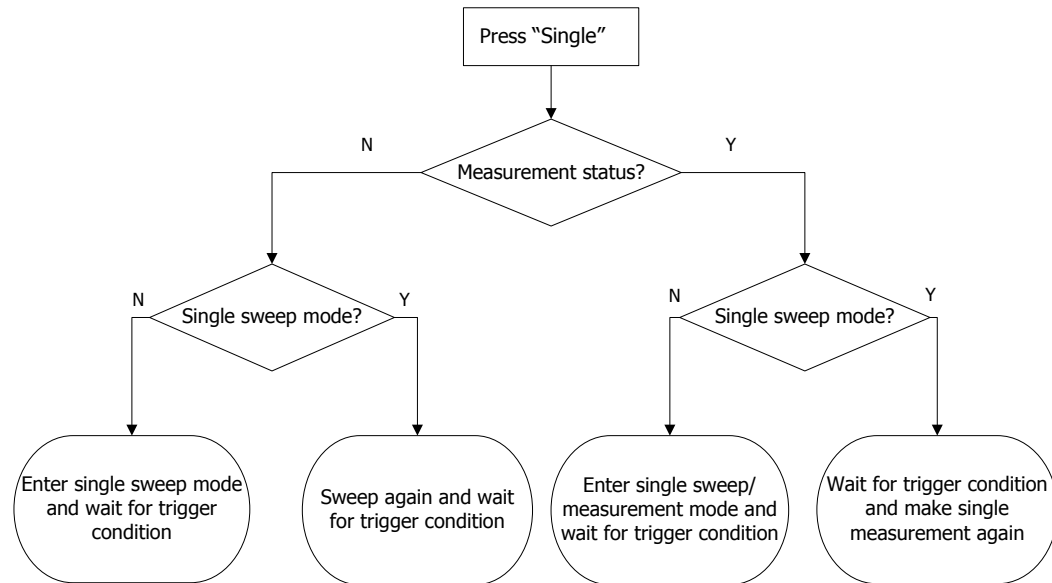 Press “Single”
N
Y
Measurement status?
N
Y
N
Y
Single sweep mode?
Single sweep mode?
Enter single sweep mode
and wait for trigger
condition
Sweep again and wait
for trigger condition
Enter single sweep/
measurement mode and
wait for trigger condition
Wait for trigger condition
and make single
measurement again